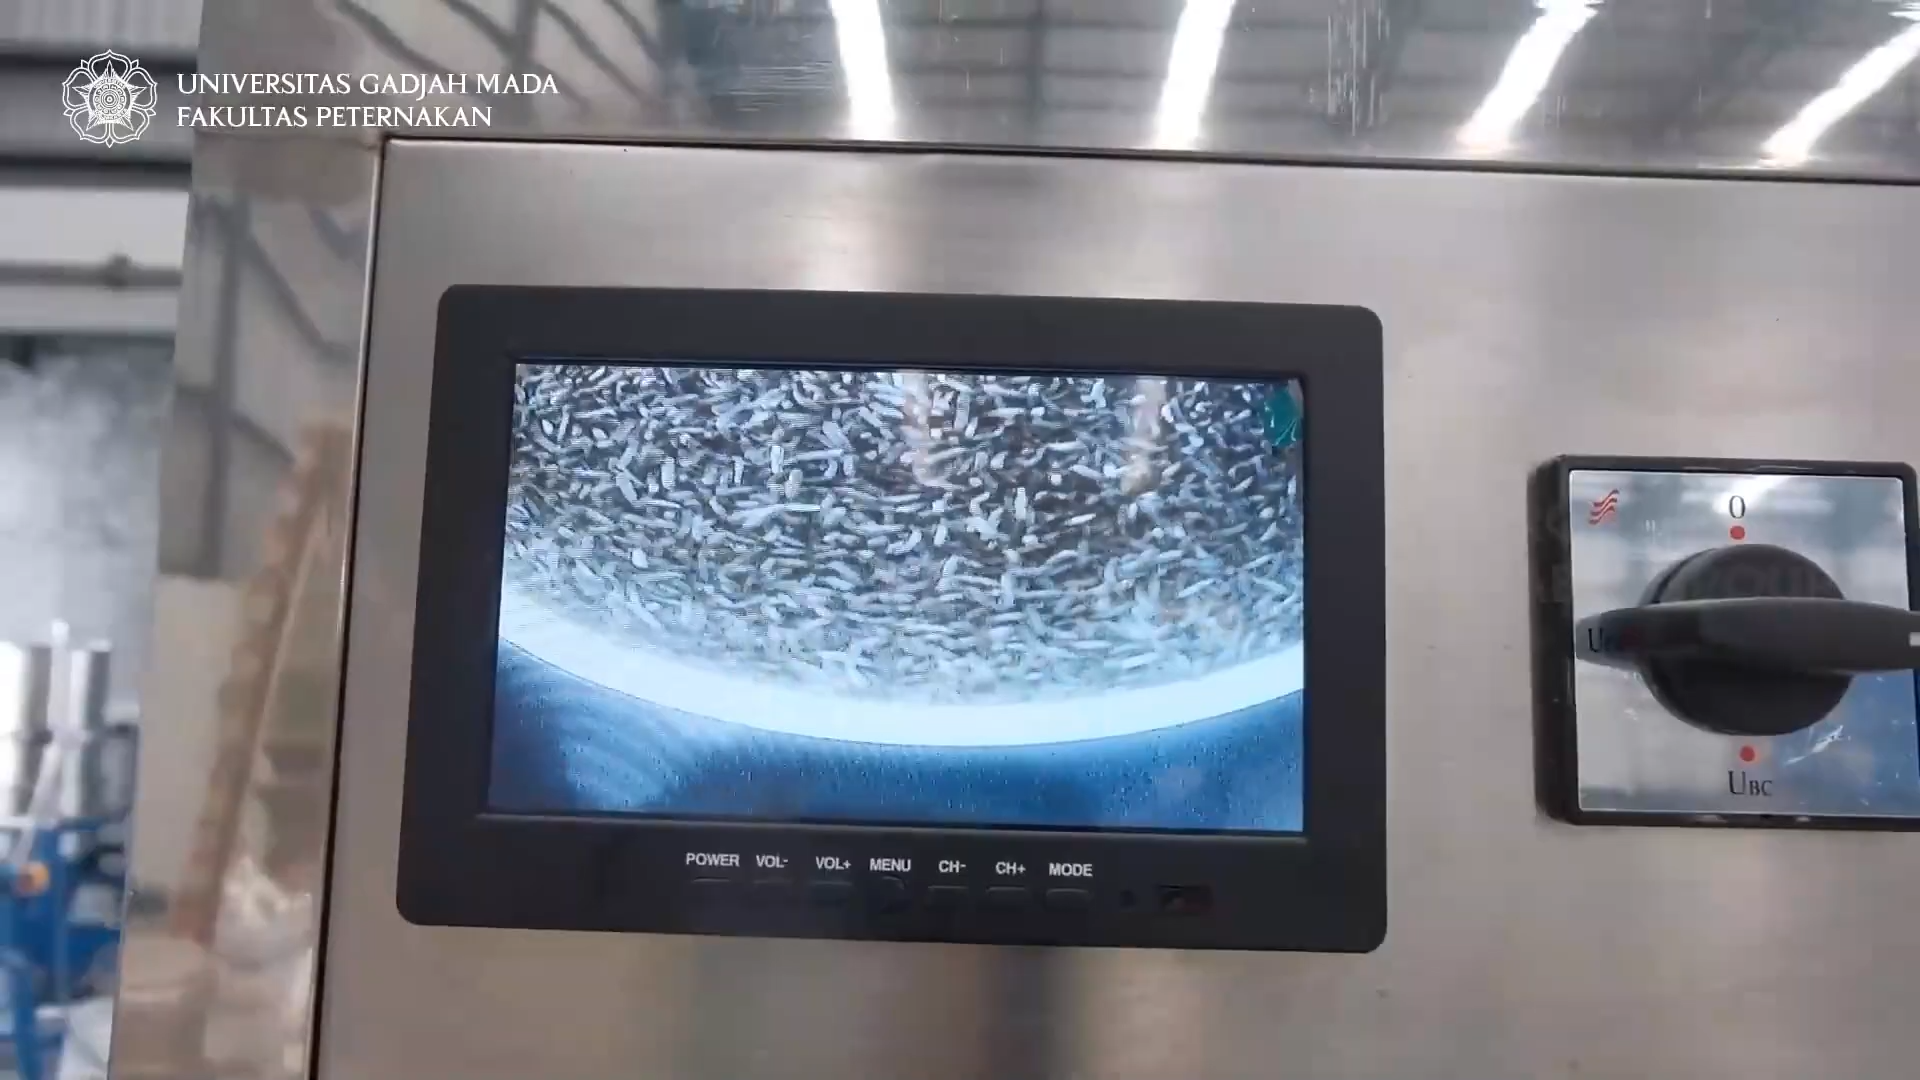 UNIVERSITAS GADJAH MADA
FAKULTAS PETERNAKAN
0
UBC
POWER VOL- VOL+ MENU CH- CH+ MODE